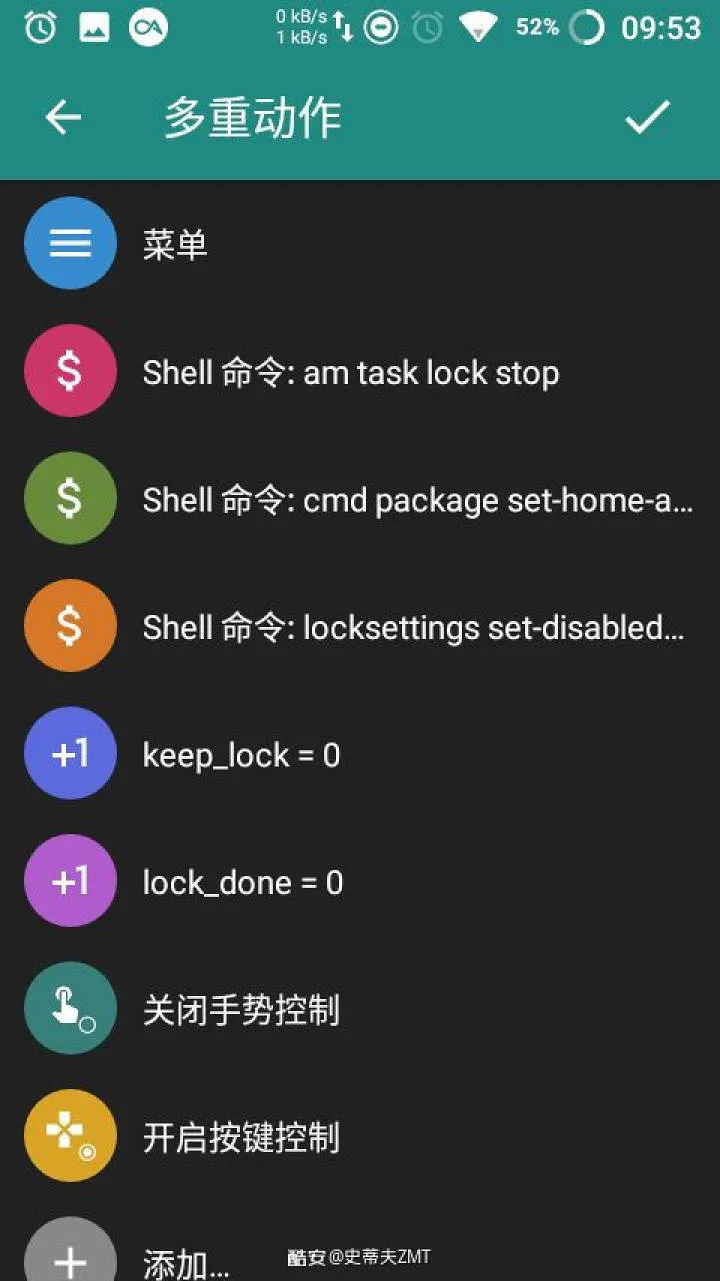 0 kB/s
1 kB/s
52%
09:53
多重动作
菜单
Shell 命令: am task lock stop
Shell 命令: cmd package set-home-a...
Shell 命令: locksettings set-disabled...
+1
keep_lock = 0
+1
lock_done = 0
关闭手势控制
开启按键控制
添加...
酷安@史蒂夫ZMT